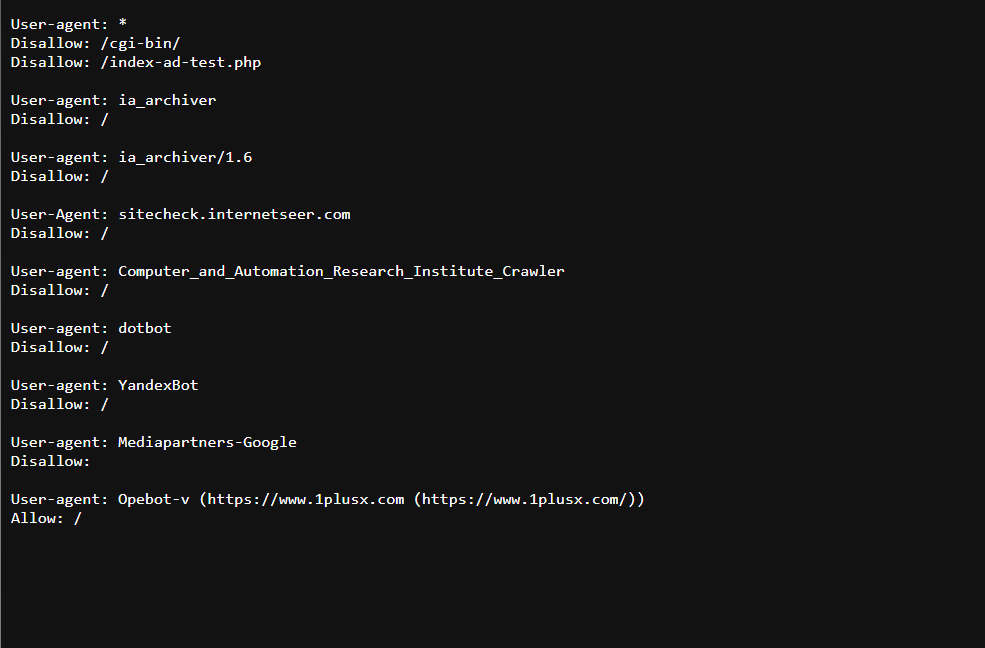 User-agent: *
Disallow: /cgi-bin/
Disallow: /index-ad-test.php
User-agent: ia_archiver
Disallow: /
User-agent: ia_archiver/1.6
Disallow: /
User-Agent: sitecheck.internetseer.com
Disallow: /
User-agent: Computer_and_Automation_Research_Institute_Crawler
Disallow: /
User-agent: dotbot
Disallow: /
User-agent: YandexBot
Disallow: /
User-agent: Mediapartners-Google
Disallow:
User-agent: Opebot-v (https://www.1plusx.com (https://www.1plusx.com/))
Allow: /